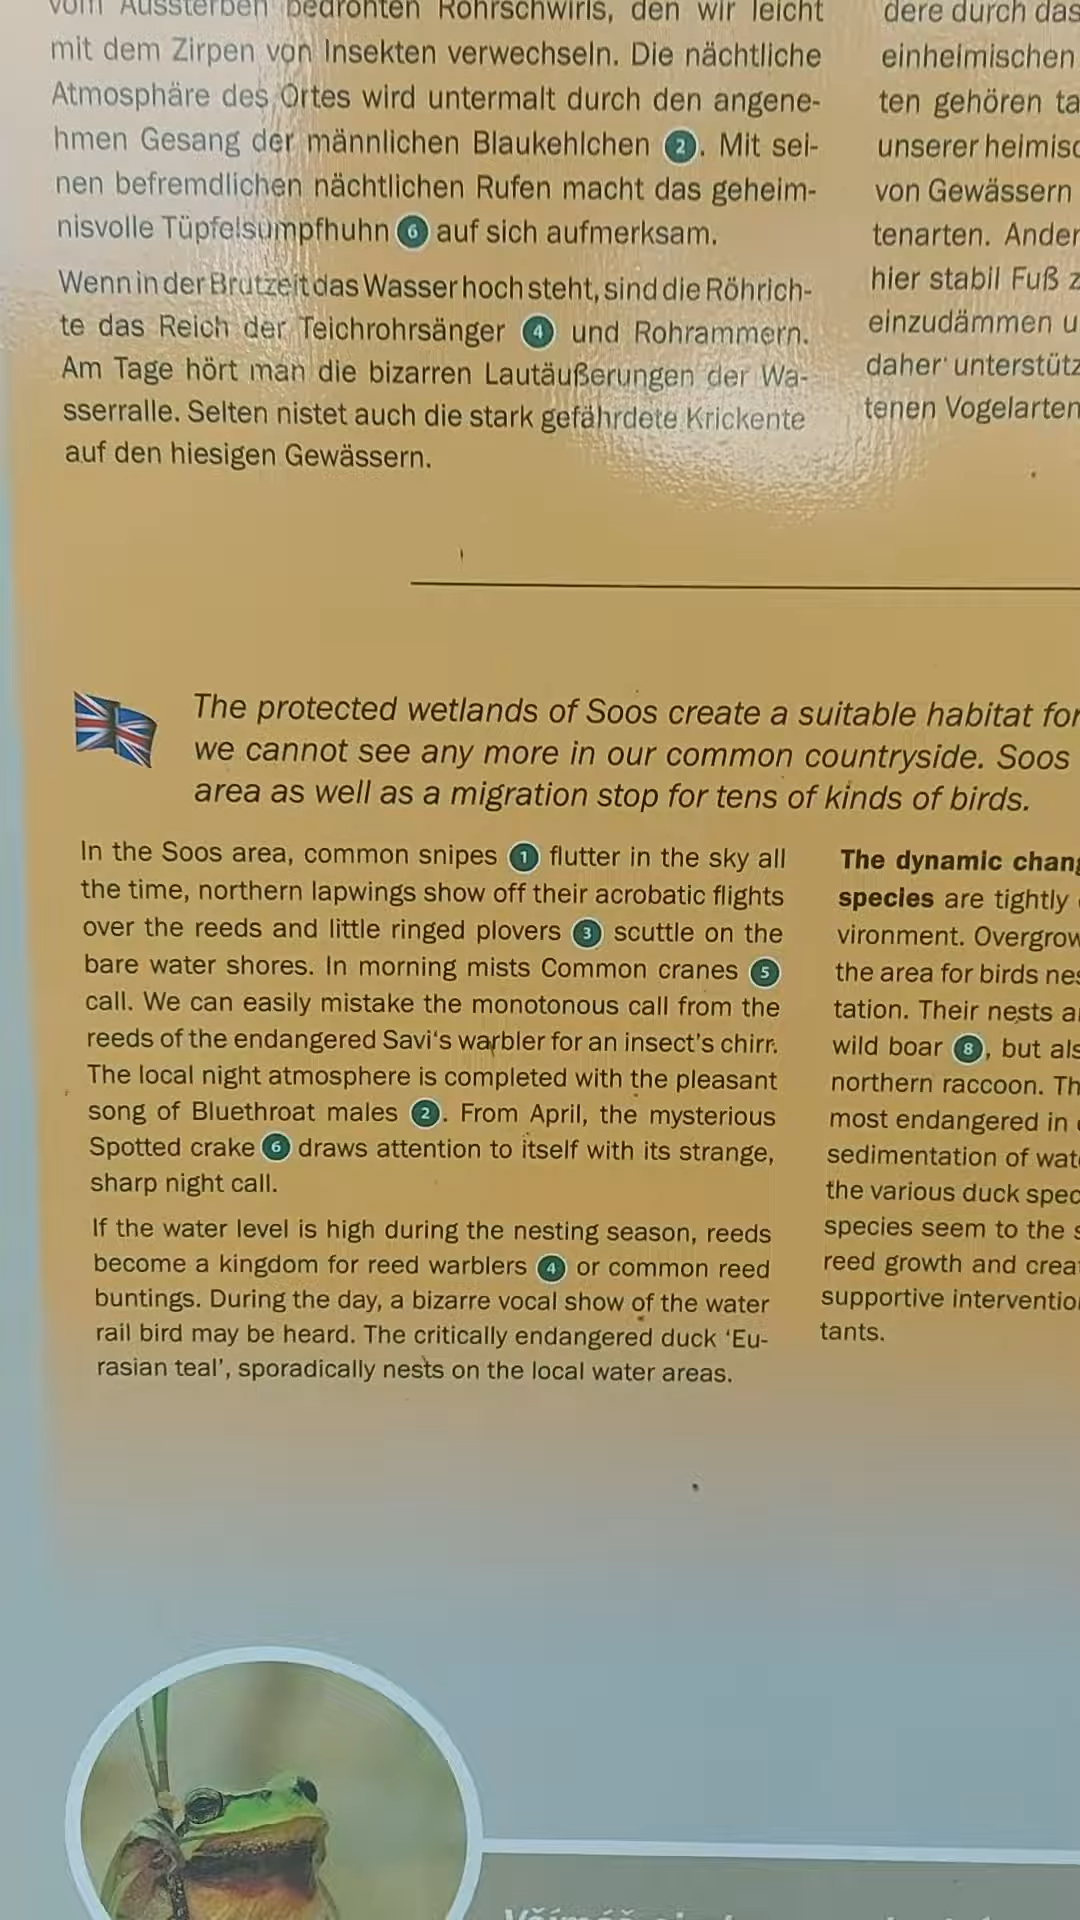 vom Aussterben bedrohten Rohrschwirls, den wir leicht
mit dem Zirpen von Insekten verwechseln. Die nächtliche
Atmosphäre des Ortes wird untermalt durch den angene-
hmen Gesang der männlichen Blaukehlchen 2. Mit sei-
nen befremdlichen nächtlichen Rufen macht das geheim-
nisvolle Tüpfelsumpfhuhn 6 auf sich aufmerksam.
Wenn in der Brutzeit das Wasser hoch steht, sind die Röhrich-
te das Reich der Teichrohrsänger 4 und Rohrammern.
Am Tage hört man die bizarren Lautäußerungen der Wa-
sserralle. Selten nistet auch die stark gefährdete Krickente
auf den hiesigen Gewässern.
dere durch das
einheimischen
ten gehören ta
unserer heimisc
von Gewässern
tenarten. Ander
hier stabil Fuß z
einzudämmen u
daher unterstütz
tenen Vogelarten
The protected wetlands of Soos create a suitable habitat for
we cannot see any more in our common countryside. Soos
area as well as a migration stop for tens of kinds of birds.
In the Soos area, common snipes 1 flutter in the sky all
the time, northern lapwings show off their acrobatic flights
over the reeds and little ringed plovers 3 scuttle on the
bare water shores. In morning mists Common cranes 5
call. We can easily mistake the monotonous call from the
reeds of the endangered Savi's warbler for an insect's chirr.
The local night atmosphere is completed with the pleasant
song of Bluethroat males 2. From April, the mysterious
Spotted crake 6 draws attention to itself with its strange,
sharp night call.
If the water level is high during the nesting season, reeds
become a kingdom for reed warblers 4 or common reed
buntings. During the day, a bizarre vocal show of the water
rail bird may be heard. The critically endangered duck 'Eu-
rasian teal', sporadically nests on the local water areas.
The dynamic chang
species are tightly
vironment. Overgrow
the area for birds nes
tation. Their nests a
wild boar 8, but als
northern raccoon. Th
most endangered in
sedimentation of wat
the various duck spec
species seem to the s
reed growth and crea
supportive interventio
tants.